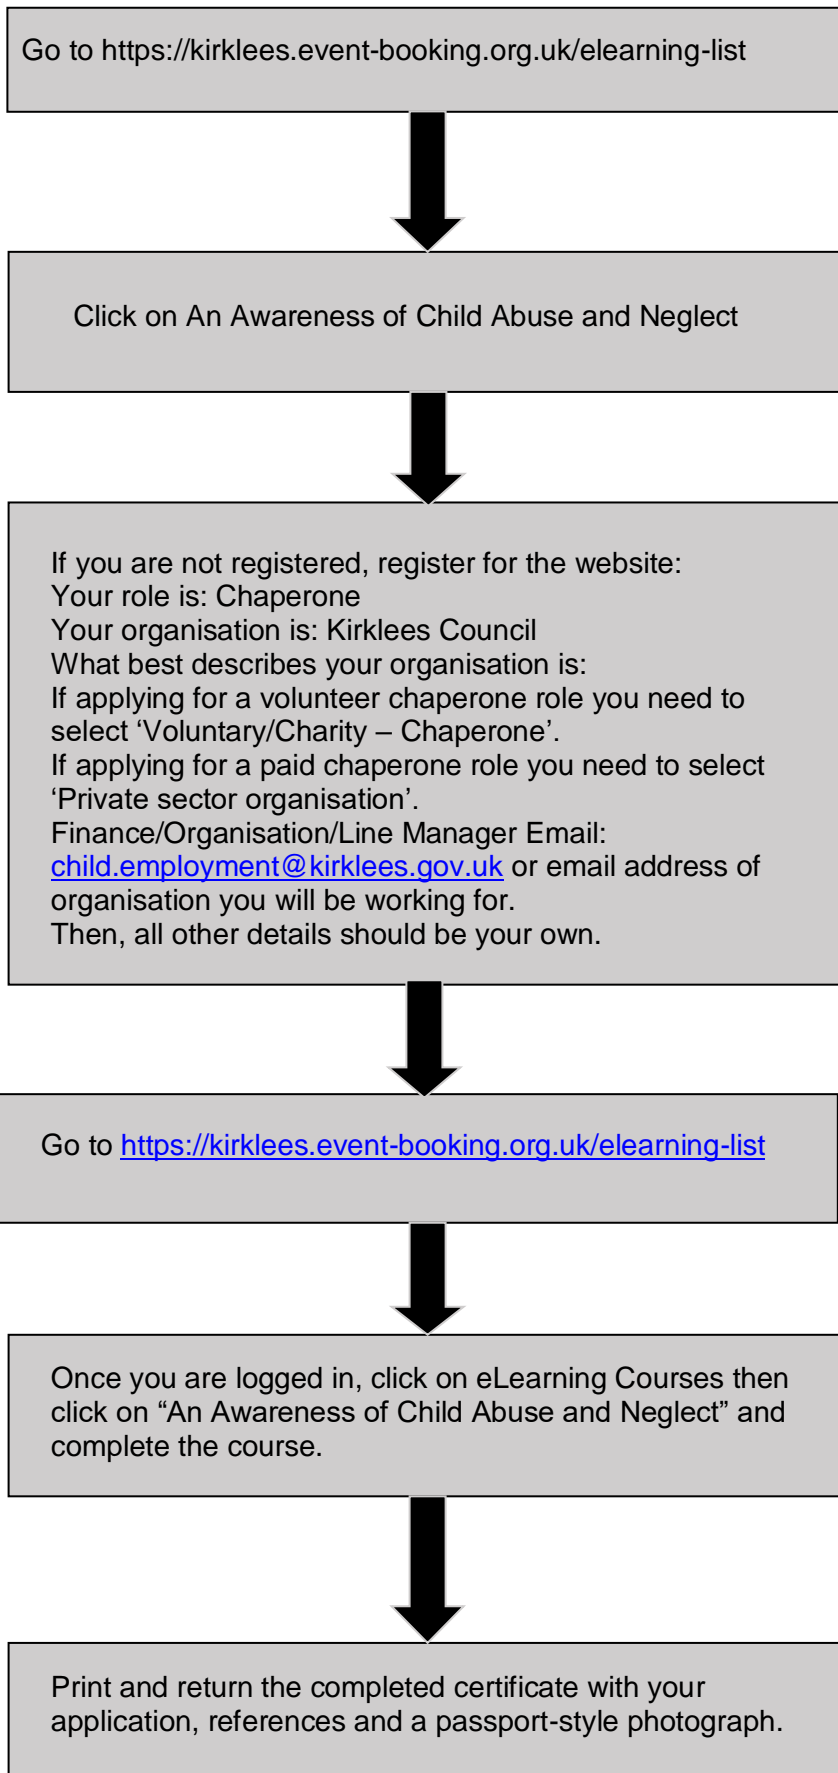 Go to https://kirklees.event-booking.org.uk/elearning-list
Click on An Awareness of Child Abuse and Neglect
If you are not registered, register for the website:
Your role is: Chaperone
Your organisation is: Kirklees Council
What best describes your organisation is:
If applying for a volunteer chaperone role you need to
select ‘Voluntary/Charity – Chaperone’.
If applying for a paid chaperone role you need to select
‘Private sector organisation’.
Finance/Organisation/Line Manager Email:
child.employment@kirklees.gov.uk or email address of
organisation you will be working for.
Then, all other details should be your own.
Go to https://kirklees.event-booking.org.uk/elearning-list
Once you are logged in, click on eLearning Courses then
click on “An Awareness of Child Abuse and Neglect” and
complete the course.
Print and return the completed certificate with your
application, references and a passport-style photograph.